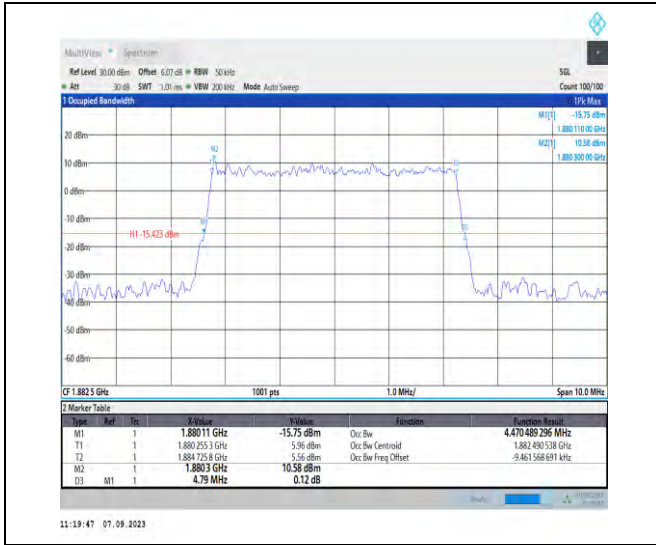 MultiView Spectrum
Ref Level 30.00 dBm Offset 6.07 dB RBW 50 kHz SGL
Att 30 dB SWT 1.01 ms VBW 200 kHz Mode Auto Sweep Count 100/100
1 Occupied Bandwidth 1Pk Max
M1[1] -15.75 dBm
1.880 110 00 GHz
M2[1] 10.58 dBm
1.880 300 00 GHz
20 dBm
M2
10 dBm
0 dBm
-10 dBm
M1
H1 -15.423 dBm
-20 dBm
-30 dBm
-40 dBm
-50 dBm
-60 dBm
CF 1.882 5 GHz 1001 pts 1.0 MHz/ Span 10.0 MHz
2 Marker Table
Type Ref Trc X-Value Y-Value Function Function Result
M1 1 1.88011 GHz -15.75 dBm Occ Bw 4.470 489 296 MHz
T1 1 1.880 255 3 GHz 5.96 dBm Occ Bw Centroid 1.882 490 538 GHz
T2 1 1.884 725 8 GHz 5.56 dBm Occ Bw Freq Offset -9.461 568 691 kHz
M2 1 1.8803 GHz 10.58 dBm
D3 M1 1 4.79 MHz 0.12 dB
11:19:47 07.09.2023